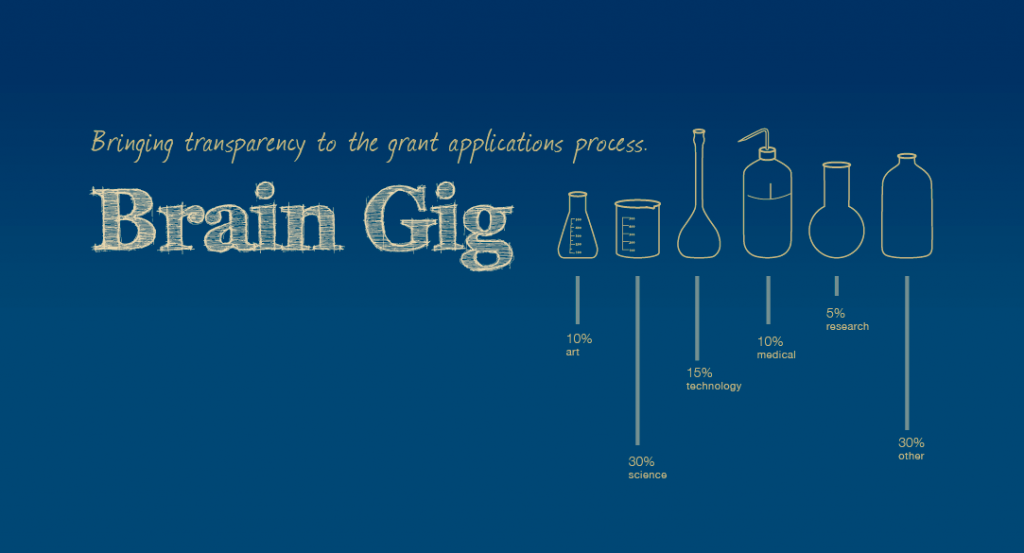 Bringing transparency to the grant applications process.
Brain Gig
10%
art
30%
science
15%
technology
10%
medical
5%
research
30%
other